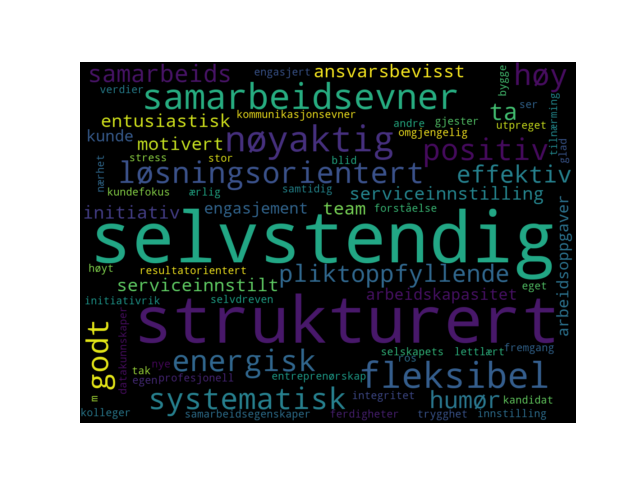 samarbeids engasjert ansvarsbevisst bygge høy
verdier samarbeidsevner ta ser
entusiastisk kommunikasjonsevner andre gjester utpreget tilnærming
kunde motivert nøyaktig omgjengelig positiv glad
nærhet stress stor blid
løsningsorientert effektiv
kundefokus ærlig samtidig serviceinnstilling
initiativ engasjement team forståelse arbeidsoppgaver
selvstendig
høyt resultatorientert pliktoppfyllende
serviceinnstilt arbeidskapasitet eget
initiativrik selvdreven
godt datakunnskaper strukturert
selskapets lettlært fremgang
nye energisk ros
tak egen profesjonell entreprenørskap fleksibel
m systematisk integritet humør kandidat
kolleger samarbeidsegenskaper ferdigheter trygghet innstilling